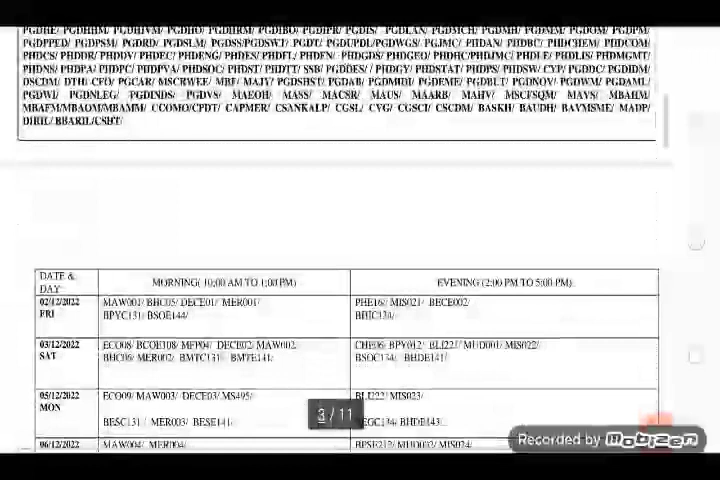 PGDHE/ PGDHHM/ PGDHIVM/ PGDHO/ PGDHRM/ PGDIBO/ PGDIPR/ PGDIS/ PGDLAN/ PGDMCH/ PGDMH/ PGDMM/ PGDOM/ PGDPM
PGDPPED/ PGDPSM/ PGDRD/ PGDSLM/ PGDSS/PGDSWT/ PGDT/ PGDUPDL/PGDWGS/ PGJMC/ PHDAN/ PHDBC/ PHDCHEM/ PHDCOM
PHDCS/ PHDDR/ PHDDV/ PHDEC/ PHDENG/ PHDES/ PHDFL/ PHDFN/ PHDGDS/ PHDGEO/ PHDHC/PHDJMC/ PHDLE/ PHDLIS/ PHDMGMT/
PHDNS/ PHDPA/ PHDPC/ PHDPVA/ PHDSOC/ PHDST/ PHDTT/ SSB/ PGDDES/ / PHDGY/ PHDSTAT/ PHDPS/ PHDSW/ CYP/ PGDDC/ PGDIDM/
DSCDM/ DTH/ CFO/ PGCAR/ MSCRWEE/ MBF/ MAJY/ PGDSHST/ PGDAB/ PGDMIDI/ PGDEME/ PGDBLT/ PGDNOV/ PGDWM/ PGDAML/
PGDWI/ PGDNLEG/ PGDINDS/ PGDVS/ MAEOH/ MASS/ MACSR/ MAUS/ MAARB/ MAHV/ MSCFSQM/ MAVS/ MBAHM/
MBAFM/MBAOM/MBAMM/ CCOMO/CPDT/ CAPMER/ CSANKALP/ CGSL/ CVG/ CGSCI/ CSCDM/ BASKH/ BAUDH/ BAVMSME/ MADP/
DHIL/ BBARIL/CSHT/
DATE & DAY MORNING( 10:00 AM TO 1:00 PM) EVENING (2:00 PM TO 5:00 PM)
02/12/2022 MAW001/ BHC05/ DECE01/ MER001/ PHE16/ MIS021/ BECE002/
FRI BPYC131/ BSOE144/
03/12/2022 ECO08/ BCOE108/ MFP04/ DECE02/ MAW002 CHE06/ BPY012/ BLI221/ MHD001/ MIS022/
SAT BHC06/ MER002/ BMTC131/ BMTE141/ BSOC134/ BHDE141/
05/12/2022 ECO09/ MAW003/ DECE03/ MS495/ BLI222/ MIS023/
MON BESC131/ MER003/ BESE141/ EGC134/ BHDE143/
3 / 11
06/12/2022 MAW004/ MER004/ BPSE212/ MHD002/ MIS024/
Recorded by Mobizen